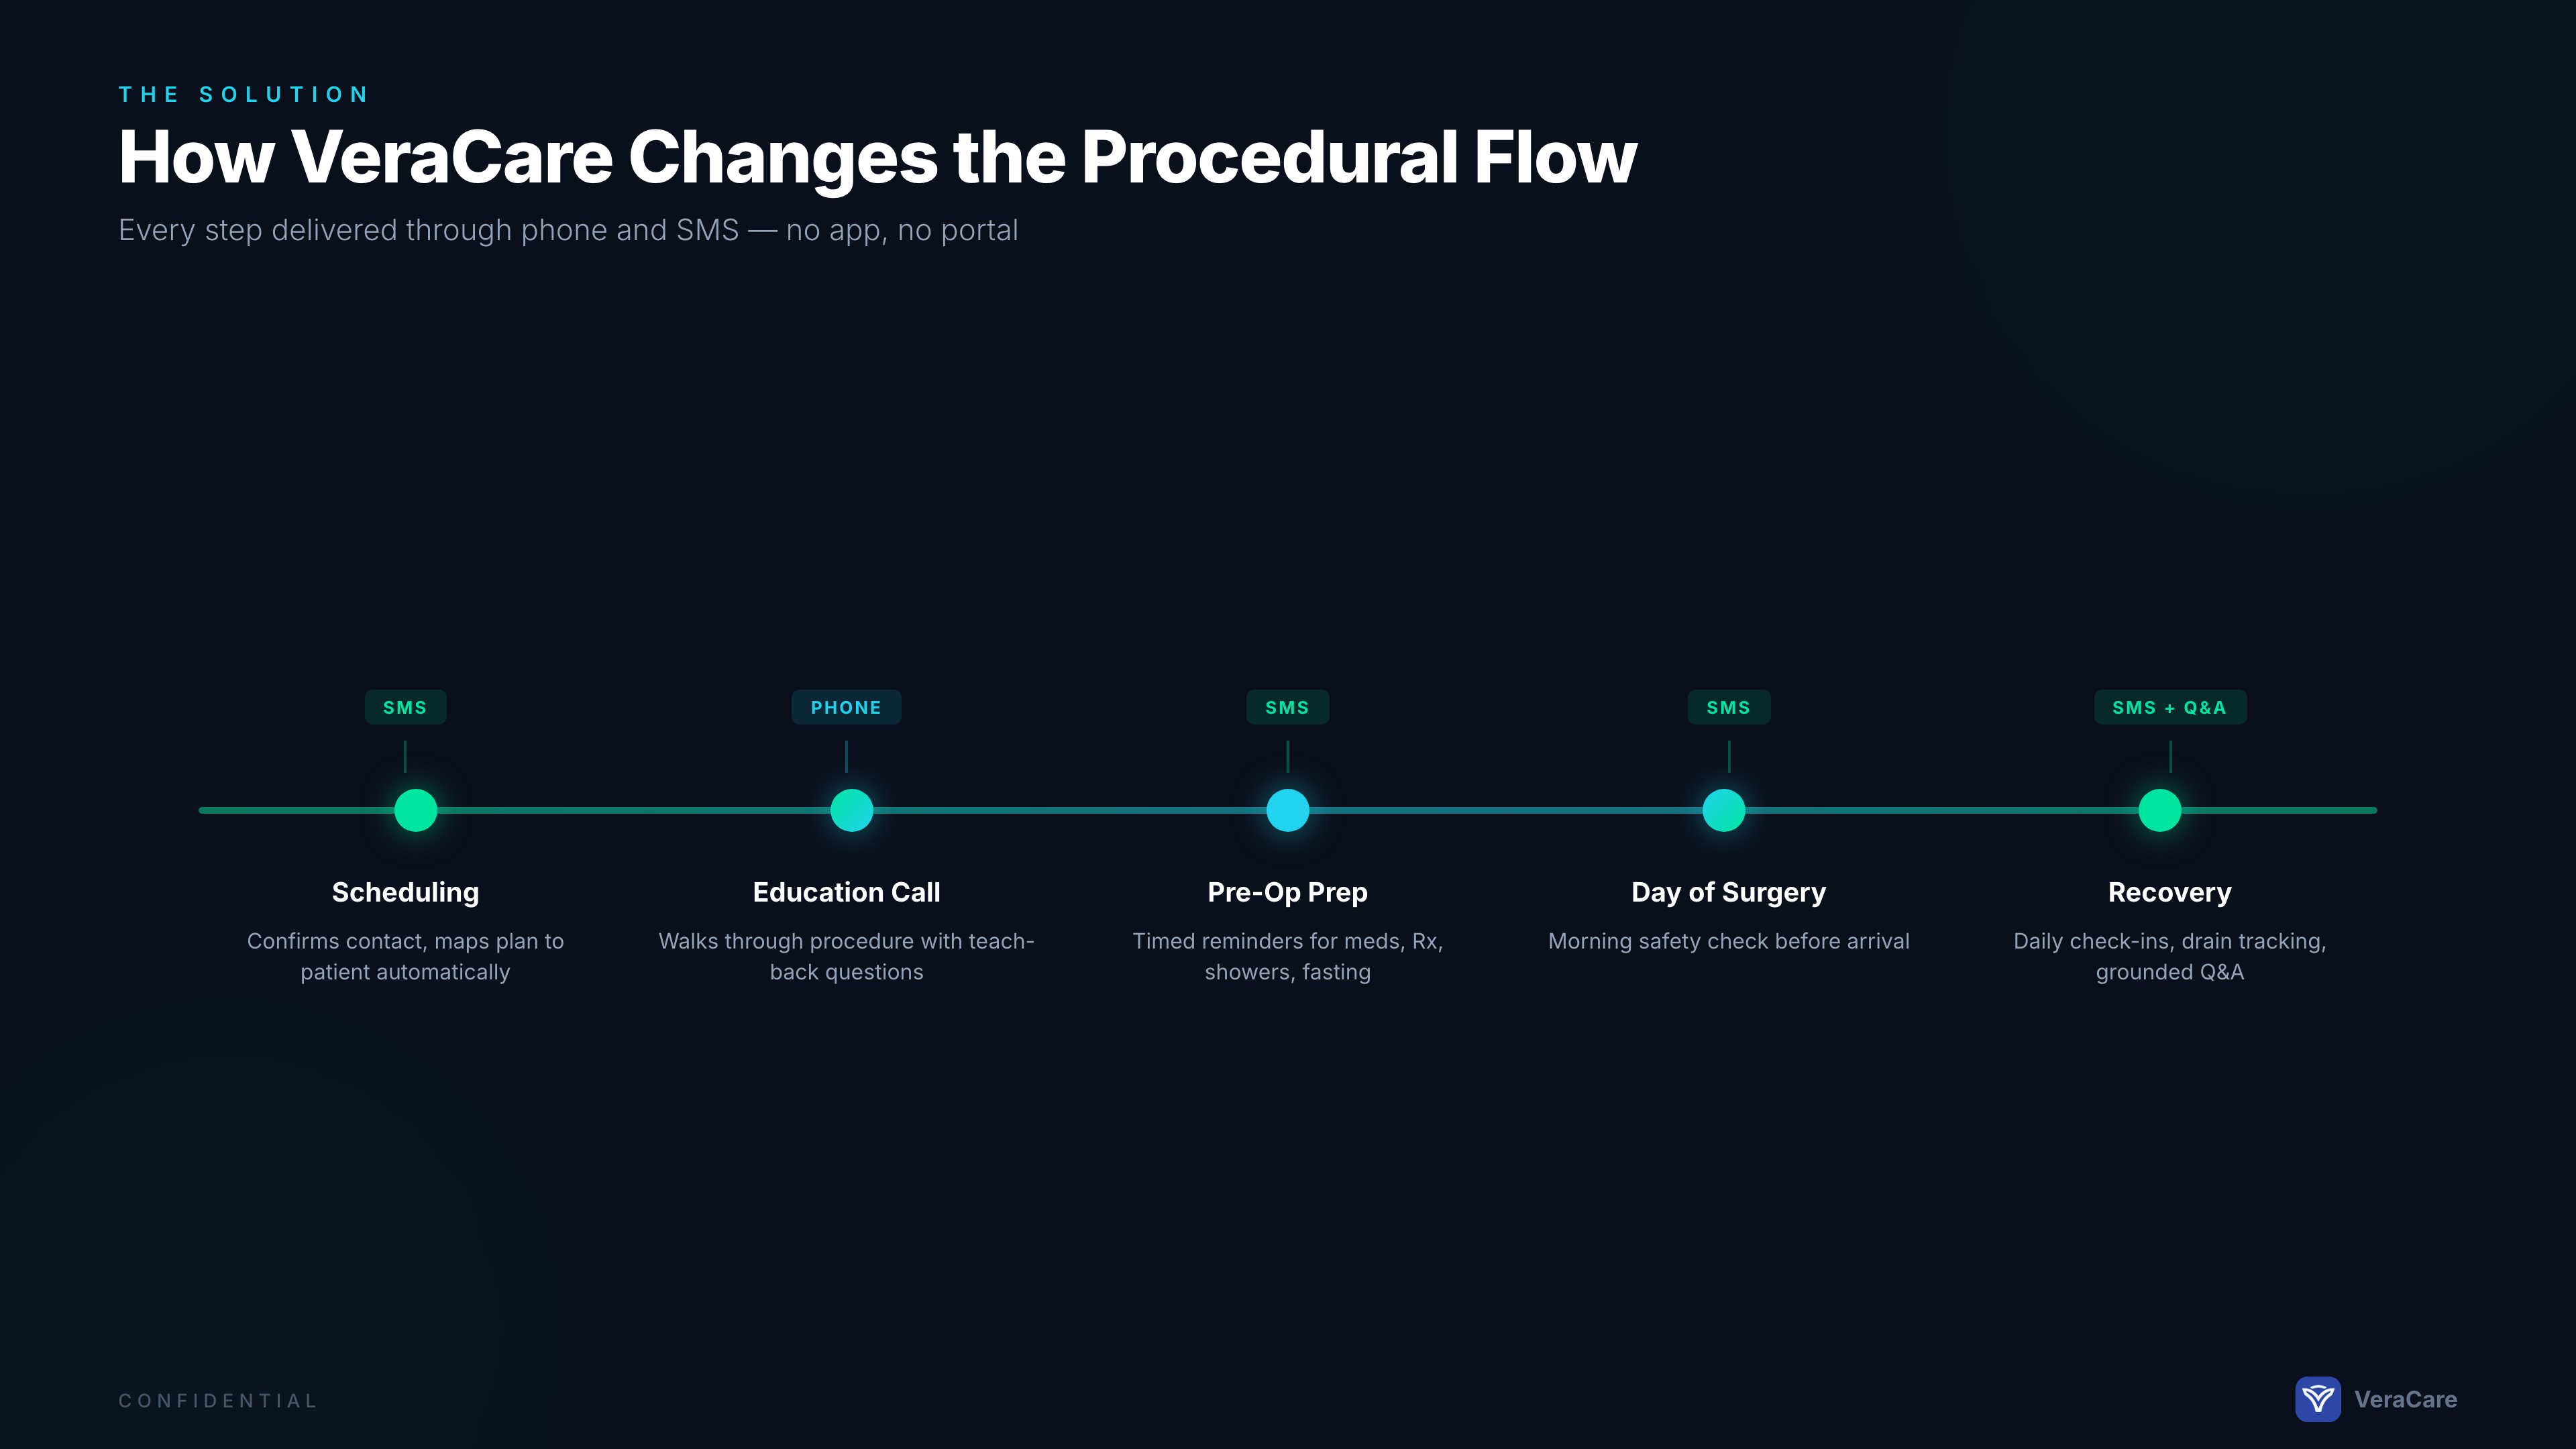 THE SOLUTION
How VeraCare Changes the Procedural Flow
Every step delivered through phone and SMS — no app, no portal
SMS
PHONE
SMS
SMS
SMS + Q&A
Scheduling
Confirms contact, maps plan to
patient automatically
Education Call
Walks through procedure with teach-
back questions
Pre-Op Prep
Timed reminders for meds, Rx,
showers, fasting
Day of Surgery
Morning safety check before arrival
Recovery
Daily check-ins, drain tracking,
grounded Q&A
CONFIDENTIAL
VeraCare